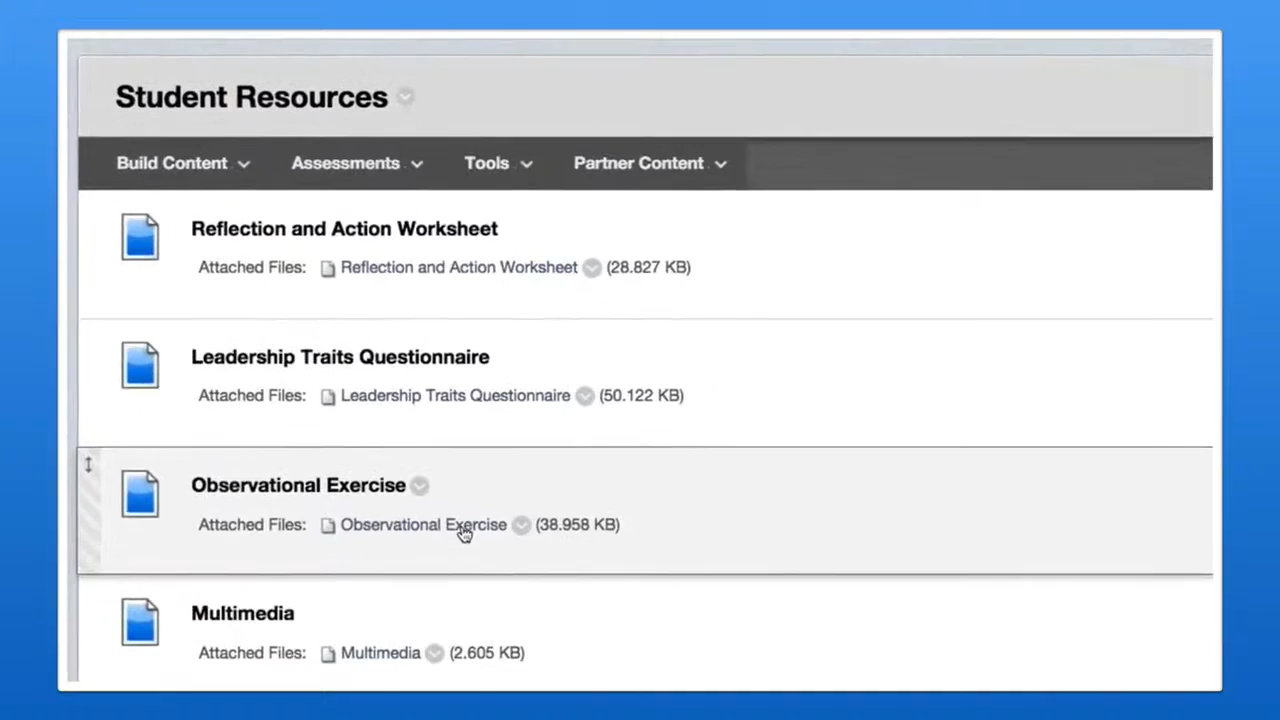 Student Resources
Build Content Assessments Tools Partner Content
Reflection and Action Worksheet
Attached Files: Reflection and Action Worksheet (28.827 KB)
Leadership Traits Questionnaire
Attached Files: Leadership Traits Questionnaire (50.122 KB)
Observational Exercise
Attached Files: Observational Exercise (38.958 KB)
Multimedia
Attached Files: Multimedia (2.605 KB)